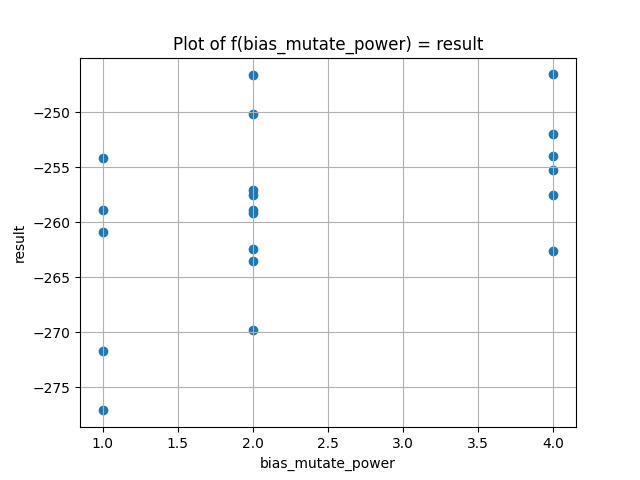 Plot of f(bias_mutate_power) = result
−250
−255
−260
−265
−270
−275
result
1.0 1.5 2.0 2.5 3.0 3.5 4.0
bias_mutate_power